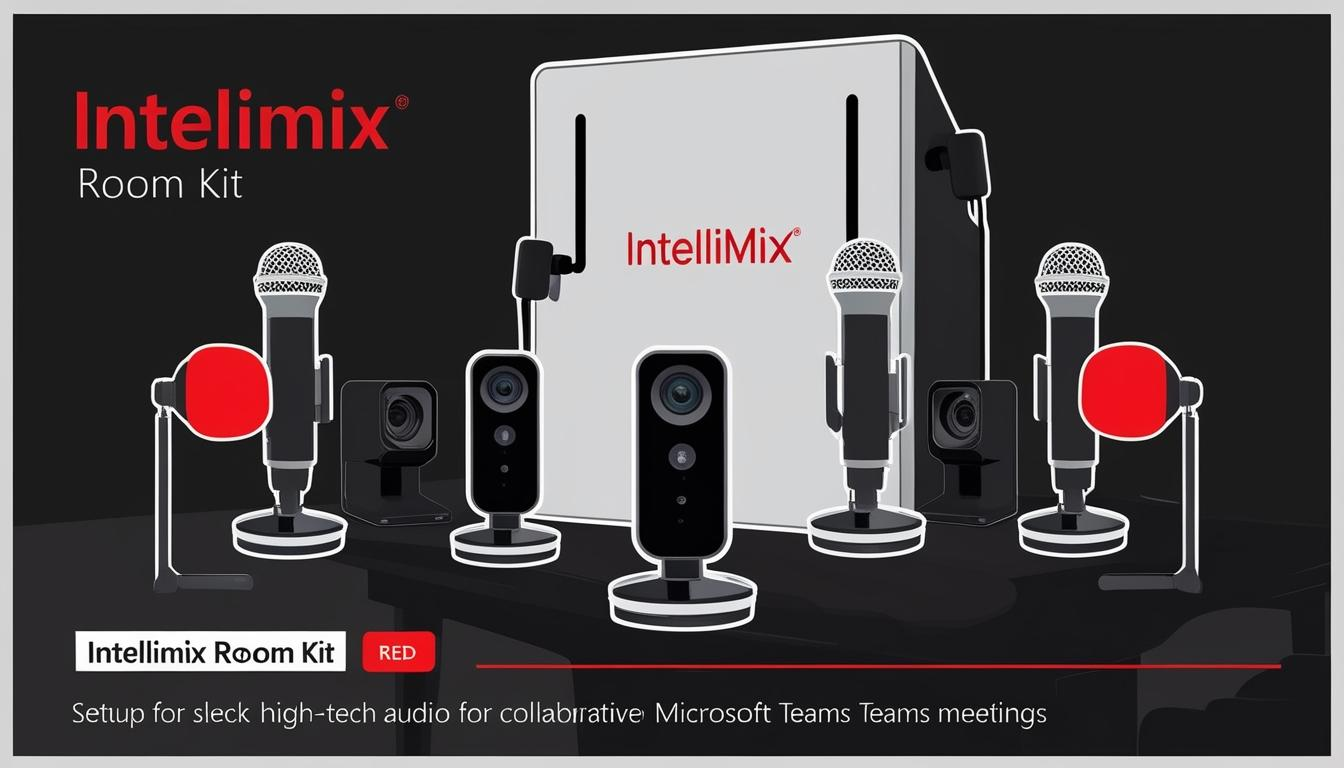 Intelimix®
Room Kit
IntelliMix®
Intellimix Room Kit
RED
Setup for sleck high-tech audio for Microsoft Teams Teams meetings